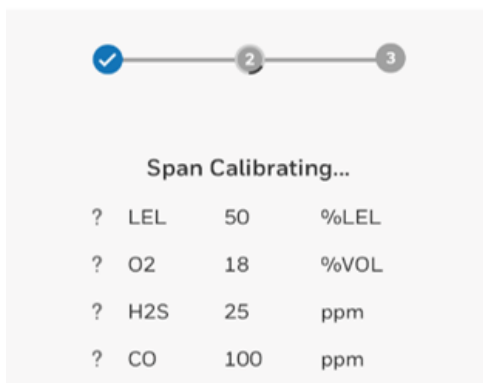 2 3
Span Calibrating...
? LEL 50 %LEL
? O2 18 %VOL
? H2S 25 ppm
? CO 100 ppm